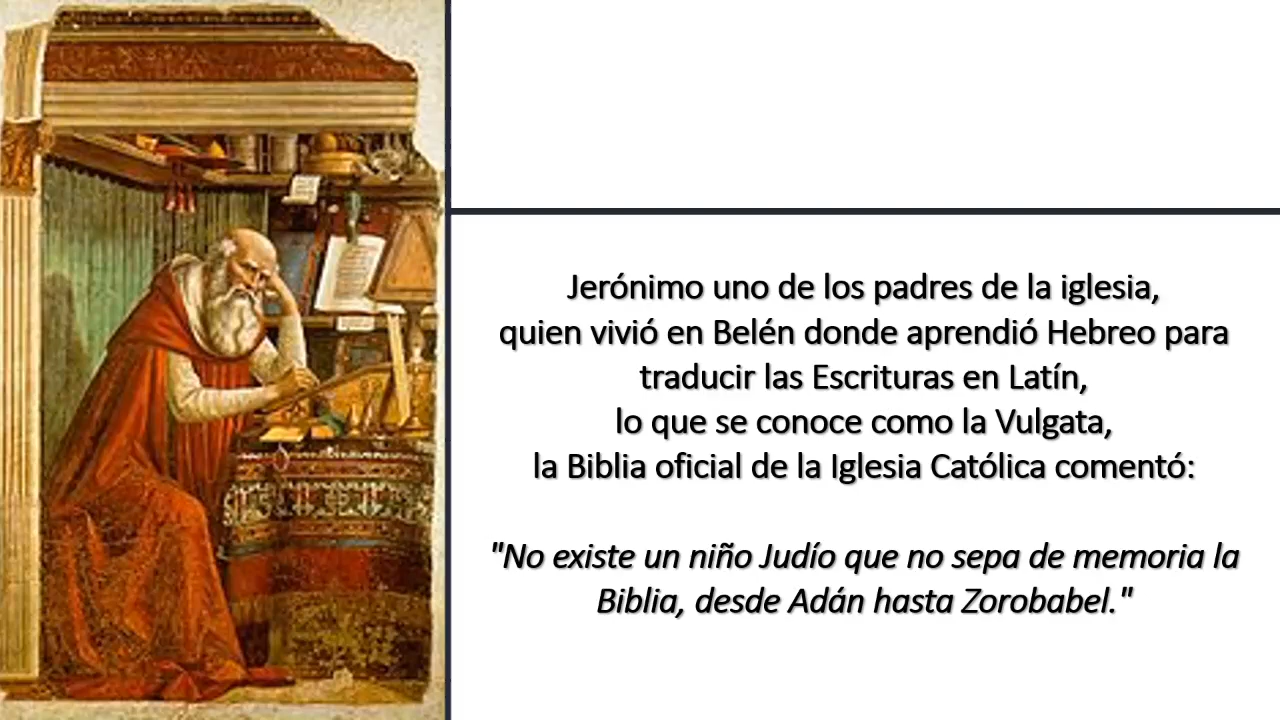 Jerónimo uno de los padres de la iglesia,
quien vivió en Belén donde aprendió Hebreo para
traducir las Escrituras en Latín,
lo que se conoce como la Vulgata,
la Biblia oficial de la Iglesia Católica comentó:
"No existe un niño Judío que no sepa de memoria la
Biblia, desde Adán hasta Zorobabel."